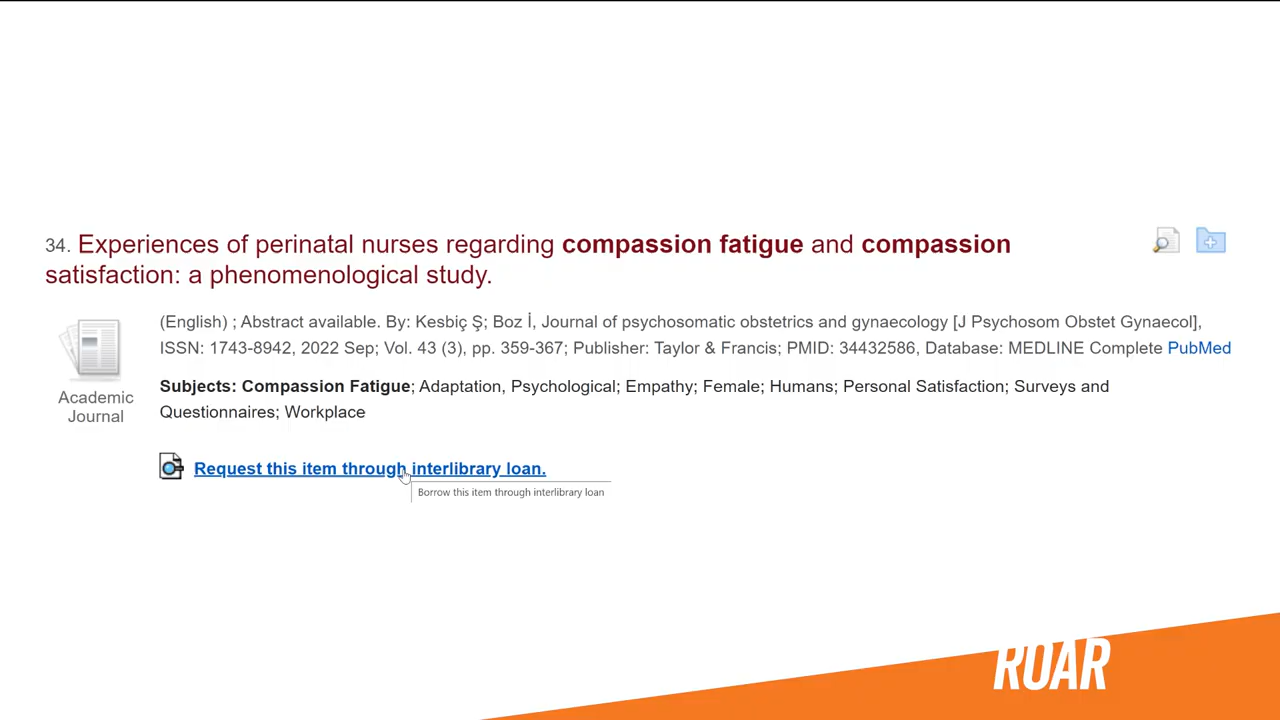 34. Experiences of perinatal nurses regarding compassion fatigue and compassion
satisfaction: a phenomenological study.
(English) ; Abstract available. By: Kesbiç Ş; Boz İ, Journal of psychosomatic obstetrics and gynaecology [J Psychosom Obstet Gynaecol],
ISSN: 1743-8942, 2022 Sep; Vol. 43 (3), pp. 359-367; Publisher: Taylor & Francis; PMID: 34432586, Database: MEDLINE Complete PubMed
Academic
Journal
Subjects: Compassion Fatigue; Adaptation, Psychological; Empathy; Female; Humans; Personal Satisfaction; Surveys and
Questionnaires; Workplace
Request this item through interlibrary loan.
Borrow this item through interlibrary loan
ROAR